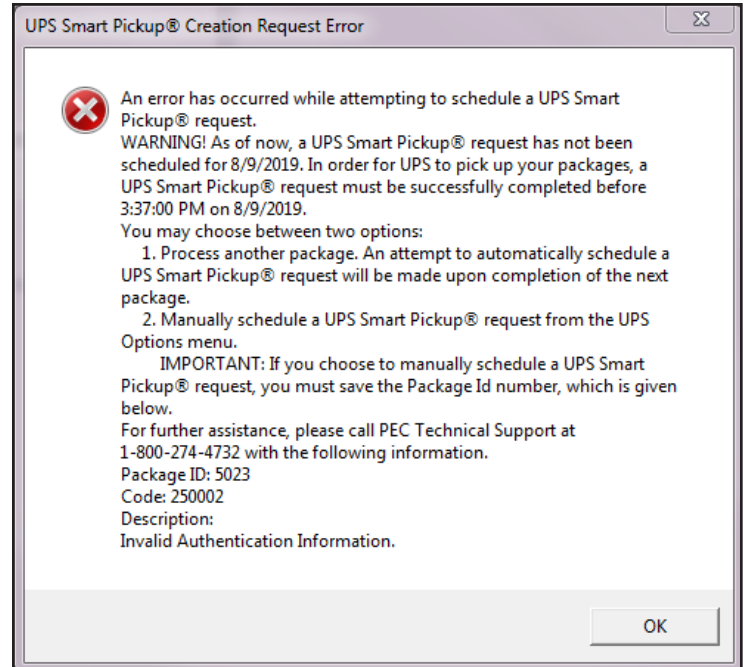 UPS Smart Pickup® Creation Request Error
An error has occurred while attempting to schedule a UPS Smart
Pickup® request.
WARNING! As of now, a UPS Smart Pickup® request has not been
scheduled for 8/9/2019. In order for UPS to pick up your packages, a
UPS Smart Pickup® request must be successfully completed before
3:37:00 PM on 8/9/2019.
You may choose between two options:
1. Process another package. An attempt to automatically schedule a
UPS Smart Pickup® request will be made upon completion of the next
package.
2. Manually schedule a UPS Smart Pickup® request from the UPS
Options menu.
IMPORTANT: If you choose to manually schedule a UPS Smart
Pickup® request, you must save the Package Id number, which is given
below.
For further assistance, please call PEC Technical Support at
1-800-274-4732 with the following information.
Package ID: 5023
Code: 250002
Description:
Invalid Authentication Information.
OK